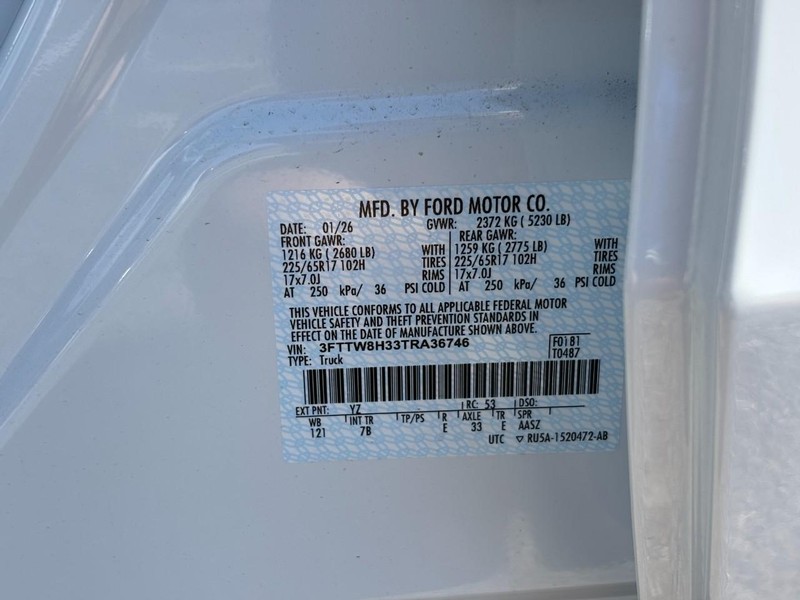 MFD. BY FORD MOTOR CO.
DATE: 01/26 GVWR: 2372 KG ( 5230 LB)
FRONT GAWR: REAR GAWR:
1216 KG ( 2680 LB) WITH 1259 KG ( 2775 LB) WITH
225/65R17 102H TIRES 225/65R17 102H TIRES
17x7.0J RIMS 17x7.0J RIMS
AT 250 kPa/ 36 PSI COLD AT 250 kPa/ 36 PSI COLD
THIS VEHICLE CONFORMS TO ALL APPLICABLE FEDERAL MOTOR
VEHICLE SAFETY AND THEFT PREVENTION STANDARDS IN
EFFECT ON THE DATE OF MANUFACTURE SHOWN ABOVE.
VIN: 3FTTW8H33TRA36746 F0181
TYPE: Truck T0487
EXT PNT: YZ RC: 53 DSO:
WB INT TR TP/PS R AXLE TR SPR
121 7B E 33 E AASZ
UTC ▽ RU5A-1520472-AB